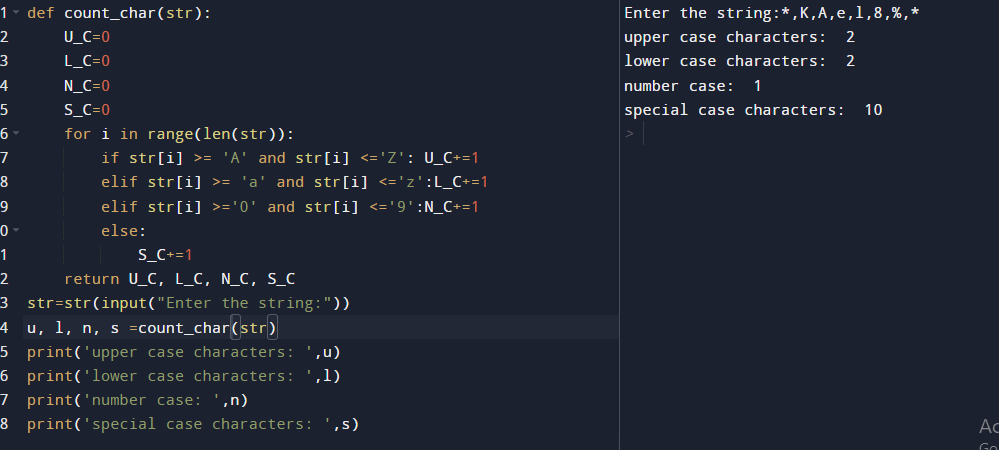 1 def count_char(str):
2     U_C=0
3     L_C=0
4     N_C=0
5     S_C=0
6     for i in range(len(str)):
7         if str[i] >= 'A' and str[i] <='Z': U_C+=1
8         elif str[i] >= 'a' and str[i] <='z':L_C+=1
9         elif str[i] >='0' and str[i] <='9':N_C+=1
0         else:
1             S_C+=1
2     return U_C, L_C, N_C, S_C
3 str=str(input("Enter the string:"))
4 u, l, n, s =count_char(str)
5 print('upper case characters: ',u)
6 print('lower case characters: ',l)
7 print('number case: ',n)
8 print('special case characters: ',s)
Enter the string:*,K,A,e,l,8,%,*
upper case characters:  2
lower case characters:  2
number case:  1
special case characters:  10
>